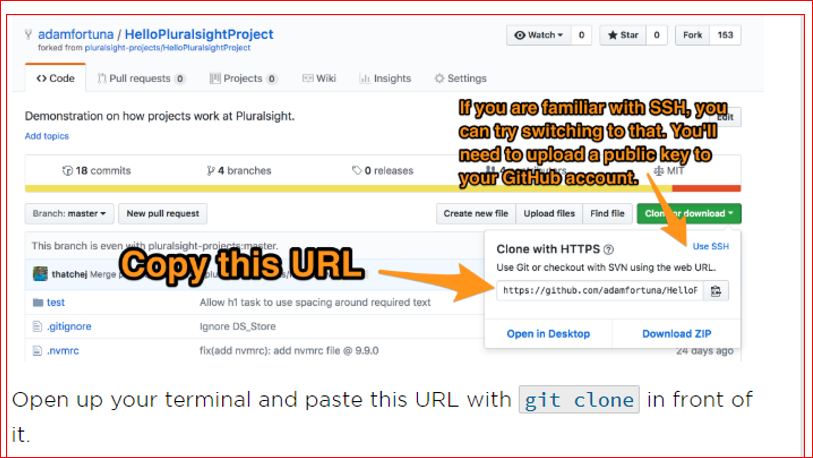 adamfortuna / HelloPluralsightProject
Watch 0 Star 0 Fork 153
forked from pluralsight-projects/HelloPluralsightProject
Code Pull requests 0 Projects 0 Wiki Insights Settings
Demonstration on how projects work at Pluralsight.
Edit
Add topics
If you are familiar with SSH, you
can try switching to that. You'll
need to upload a public key to
your GitHub account.
18 commits 4 branches 0 releases MIT
Branch: master New pull request Create new file Upload files Find file Clone or download
This branch is even with pluralsight-projects:master.
Clone with HTTPS Use SSH
Use Git or checkout with SVN using the web URL.
Copy this URL
thatchej Merge
https://github.com/adamfortuna/HelloF
test Allow h1 task to use spacing around required text
.gitignore Ignore DS_Store
Open in Desktop Download ZIP
.nvmrc fix(add nvmrc): add nvmrc file @ 9.9.0 24 days ago
Open up your terminal and paste this URL with git clone in front of
it.